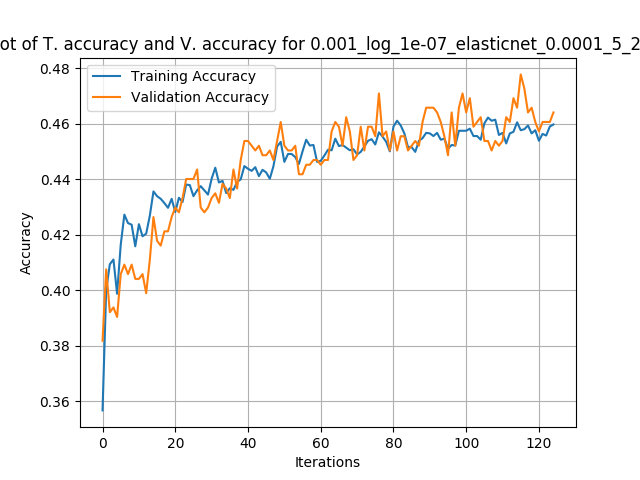 ot of T. accuracy and V. accuracy for 0.001_log_1e-07_elasticnet_0.0001_5_2
Training Accuracy
Validation Accuracy
0.48
0.46
0.44
0.42
0.40
0.38
0.36
Accuracy
0 20 40 60 80 100 120
Iterations